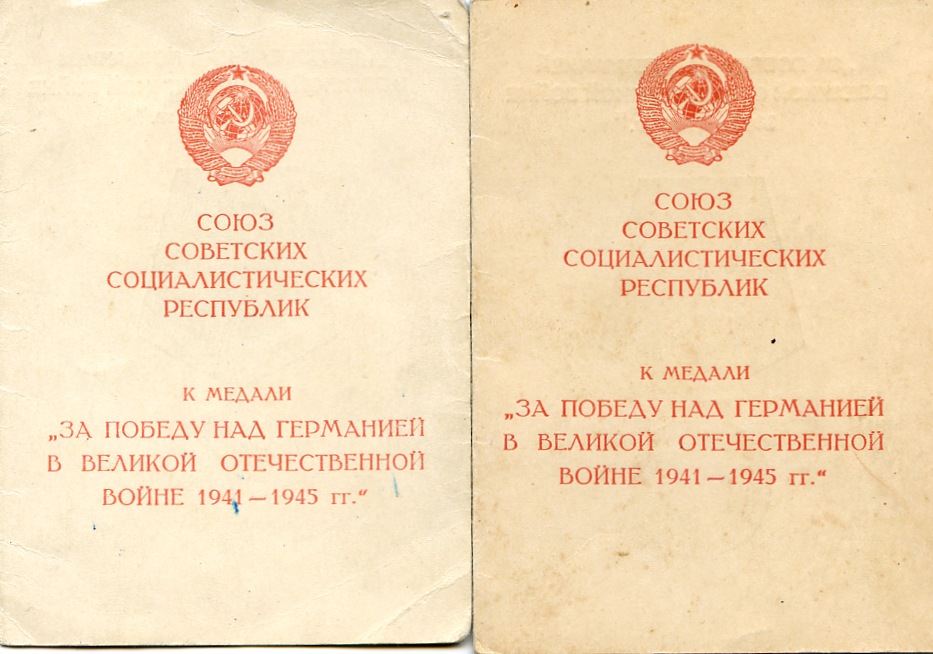 СОЮЗ
СОВЕТСКИХ
СОЦИАЛИСТИЧЕСКИХ
РЕСПУБЛИК
К МЕДАЛИ
„ЗА ПОБЕДУ НАД ГЕРМАНИЕЙ
В ВЕЛИКОЙ ОТЕЧЕСТВЕННОЙ
ВОЙНЕ 1941—1945 гг.“
СОЮЗ
СОВЕТСКИХ
СОЦИАЛИСТИЧЕСКИХ
РЕСПУБЛИК
К МЕДАЛИ
„ЗА ПОБЕДУ НАД ГЕРМАНИЕЙ
В ВЕЛИКОЙ ОТЕЧЕСТВЕННОЙ
ВОЙНЕ 1941—1945 гг.“